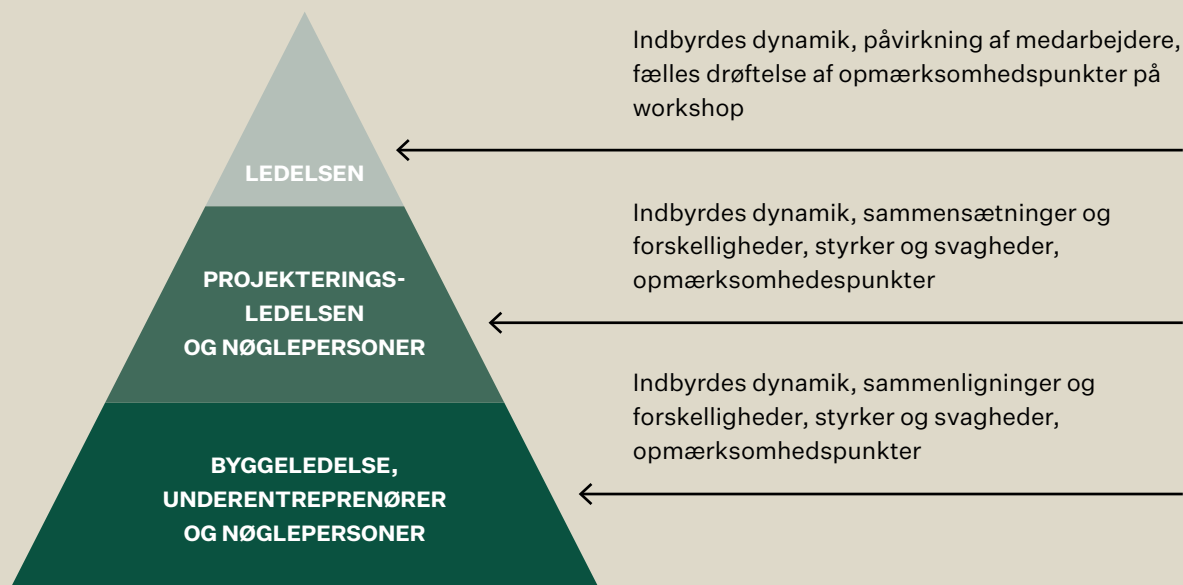 Indbyrdes dynamik, påvirkning af medarbejdere,
fælles drøftelse af opmærksomhedspunkter på
workshop
LEDELSEN
Indbyrdes dynamik, sammensætninger og
forskelligheder, styrker og svagheder,
opmærksomhedespunkter
PROJEKTERINGS-
LEDELSEN
OG NØGLEPERSONER
Indbyrdes dynamik, sammenligninger og
forskelligheder, styrker og svagheder,
opmærksomhedspunkter
BYGGELEDELSE,
UNDERENTREPRENØRER
OG NØGLEPERSONER